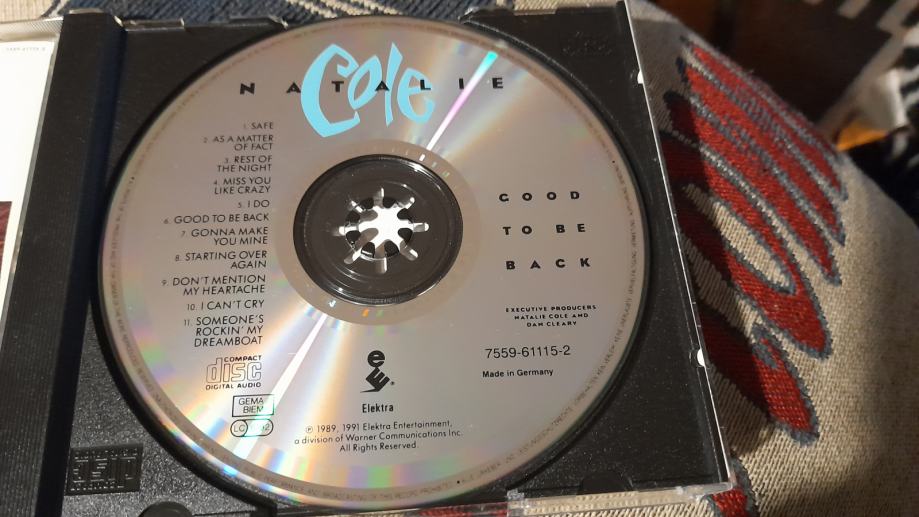 NATALIE
Cole
1. SAFE
2. AS A MATTER
OF FACT
3. REST OF
THE NIGHT
4. MISS YOU
LIKE CRAZY
5. I DO
6. GOOD TO BE BACK
7. GONNA MAKE
YOU MINE
8. STARTING OVER
AGAIN
9. DON'T MENTION
MY HEARTACHE
10. I CAN'T CRY
11. SOMEONE'S
ROCKIN' MY
DREAMBOAT
GOOD
TO BE
BACK
EXECUTIVE PRODUCERS
NATALIE COLE AND
DAN CLEARY
7559-61115-2
Made in Germany
COMPACT
disc
DIGITAL AUDIO
GEMA
BIEM
LC
Elektra
℗ 1989, 1991 Elektra Entertainment,
a division of Warner Communications Inc.
All Rights Reserved.